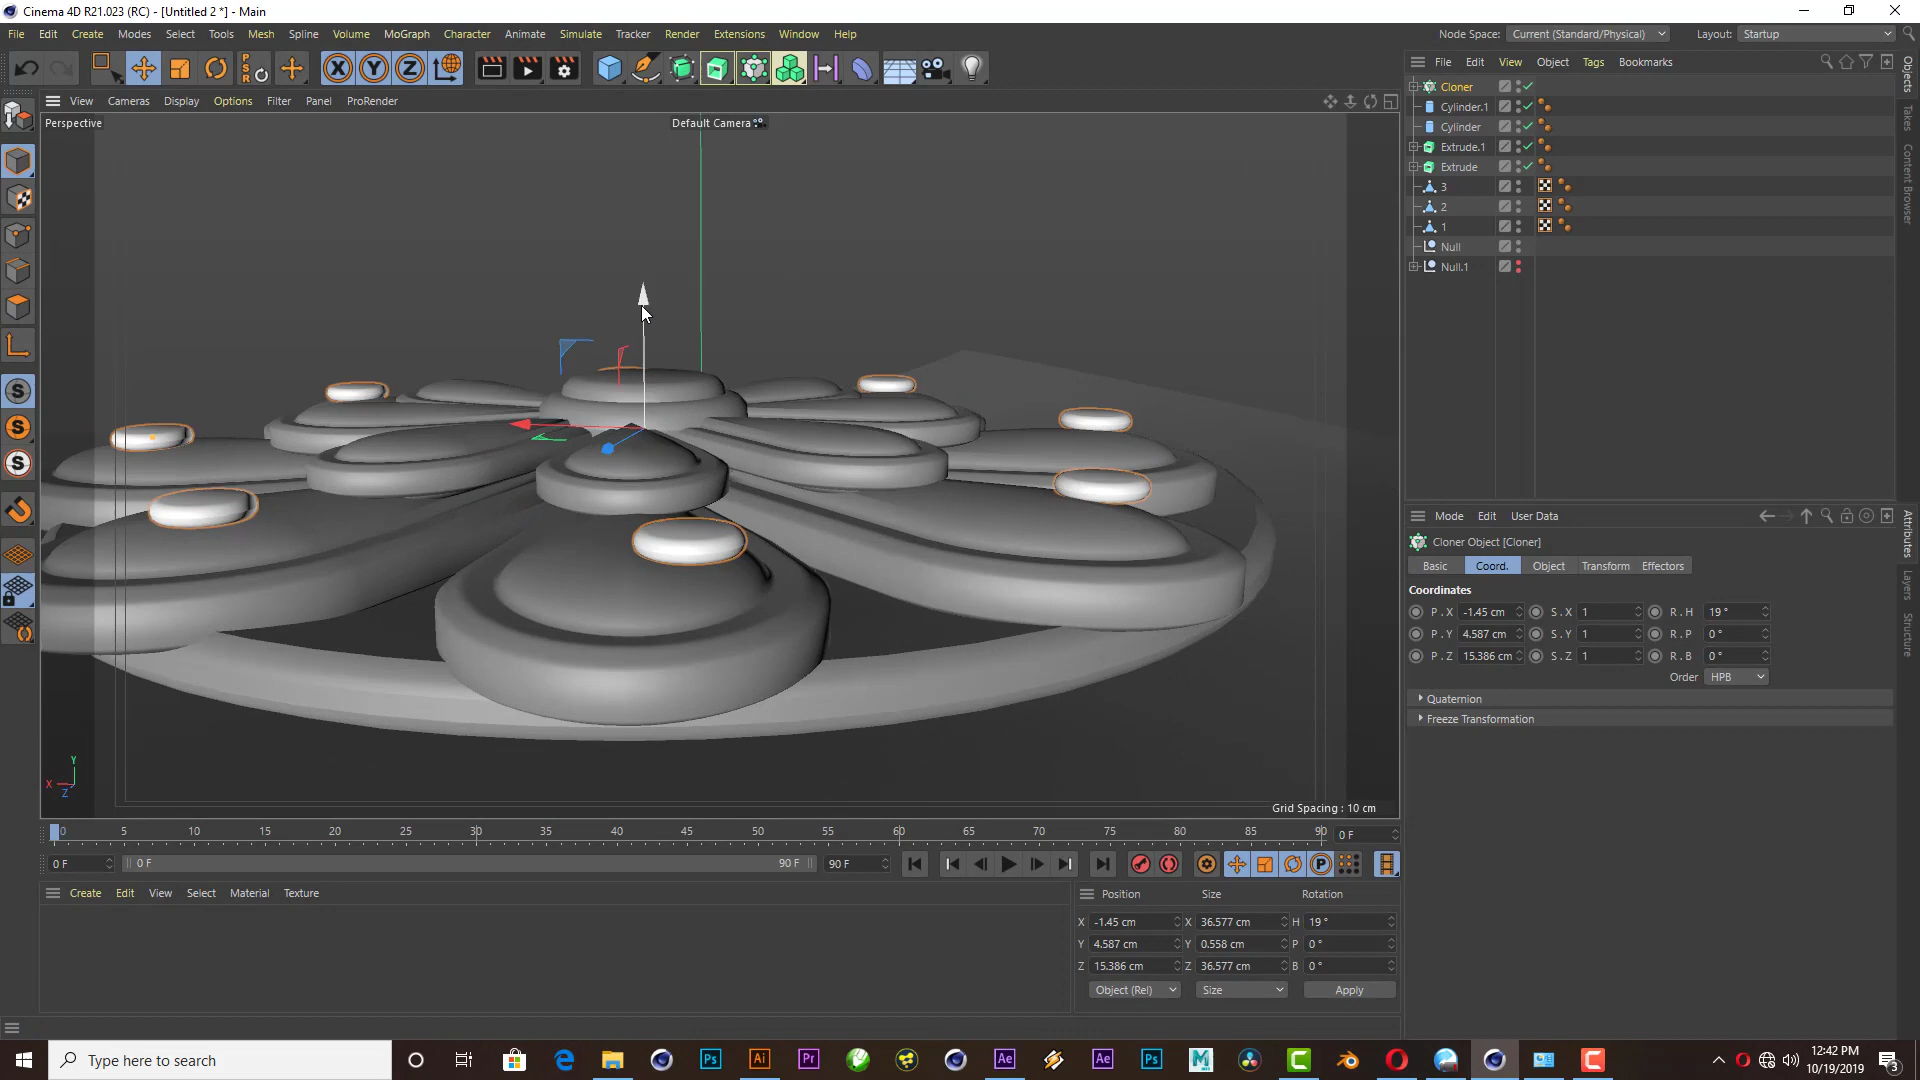 Cinema 4D R21.023 (RC) - [Untitled 2 *] - Main
File Edit Create Modes Select Tools Mesh Spline Volume MoGraph Character Animate Simulate Tracker Render Extensions Window Help
Node Space: Current (Standard/Physical) Layout: Startup
View Cameras Display Options Filter Panel ProRender
Perspective
Default Camera
Grid Spacing : 10 cm
File Edit View Object Tags Bookmarks
Cloner
Cylinder.1
Cylinder
Extrude.1
Extrude
3
2
1
Null
Null.1
Objects
Takes
Content Browser
Mode Edit User Data
Cloner Object [Cloner]
Basic Coord. Object Transform Effectors
Coordinates
P . X -1.45 cm S . X 1 R . H 19 °
P . Y 4.587 cm S . Y 1 R . P 0 °
P . Z 15.386 cm S . Z 1 R . B 0 °
Order HPB
Quaternion
Freeze Transformation
Attributes
Layers
Structure
0 5 10 15 20 25 30 35 40 45 50 55 60 65 70 75 80 85 90 0 F
0 F 0 F 90 F 90 F
Create Edit View Select Material Texture
Position Size Rotation
X -1.45 cm X 36.577 cm H 19 °
Y 4.587 cm Y 0.558 cm P 0 °
Z 15.386 cm Z 36.577 cm B 0 °
Object (Rel) Size Apply
X Y Z
Type here to search
12:42 PM
10/19/2019
3